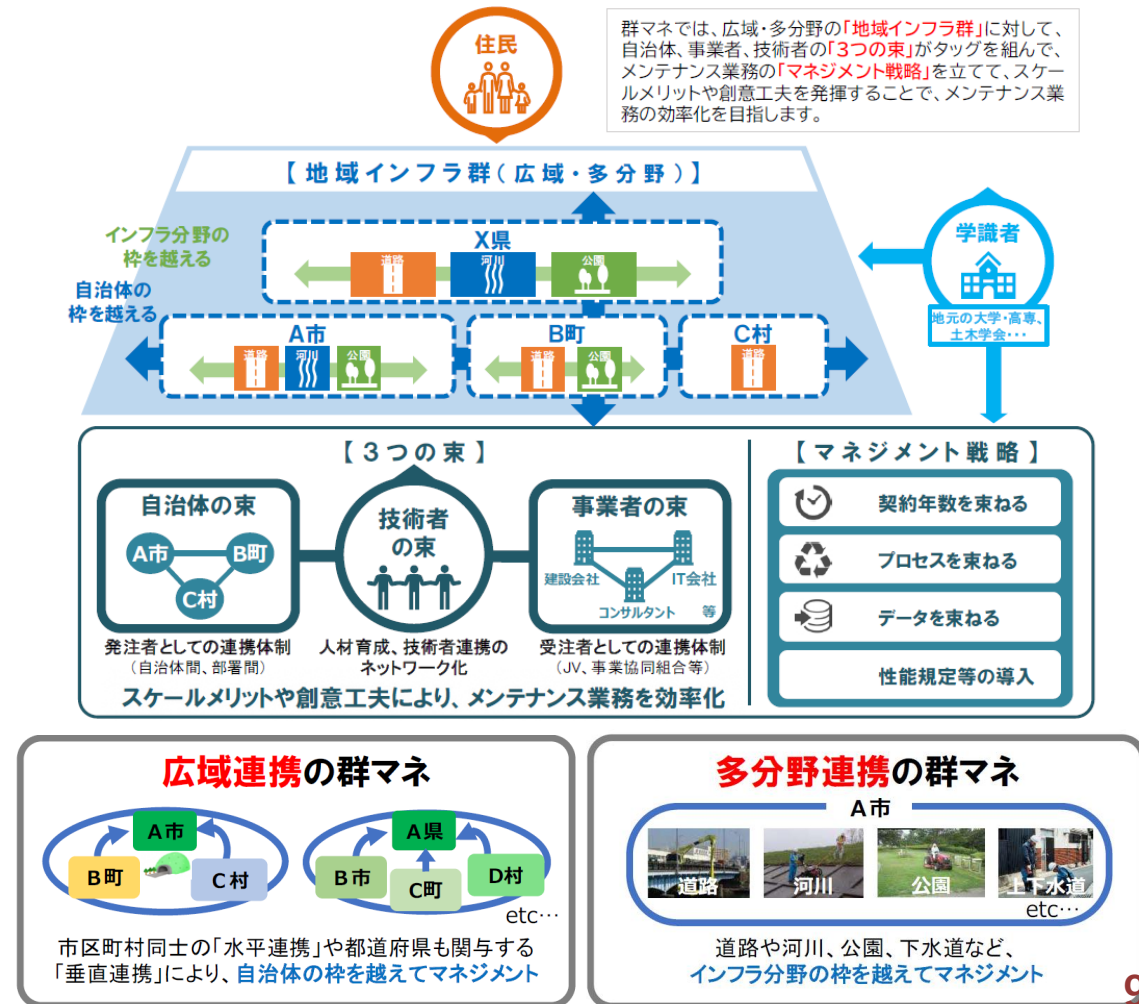 住民
群マネでは、広域・多分野の「地域インフラ群」に対して、
自治体、事業者、技術者の「3つの束」がタッグを組んで、
メンテナンス業務の「マネジメント戦略」を立てて、スケー
ルメリットや創意工夫を発揮することで、メンテナンス業
務の効率化を目指します。
【地域インフラ群(広域・多分野)】
インフラ分野の
枠を越える
自治体の
枠を越える
X県
道路
河川
公園
A市
道路
河川
公園
B町
道路
公園
C村
道路
学識者
地元の大学・高専、
土木学会・・・
【3つの束】
自治体の束
A市
B町
C村
発注者としての連携体制
(自治体間、部署間)
技術者
の束
人材育成、技術者連携の
ネットワーク化
事業者の束
建設会社
IT会社
コンサルタント 等
受注者としての連携体制
(JV、事業協同組合等)
スケールメリットや創意工夫により、メンテナンス業務を効率化
【マネジメント戦略】
契約年数を束ねる
プロセスを束ねる
データを束ねる
性能規定等の導入
広域連携の群マネ
A市
B町
C村
A県
B市
C町
D村
etc…
市区町村同士の「水平連携」や都道府県も関与する
「垂直連携」により、自治体の枠を越えてマネジメント
多分野連携の群マネ
A市
道路
河川
公園
上下水道
etc…
道路や河川、公園、下水道など、
インフラ分野の枠を越えてマネジメント
9